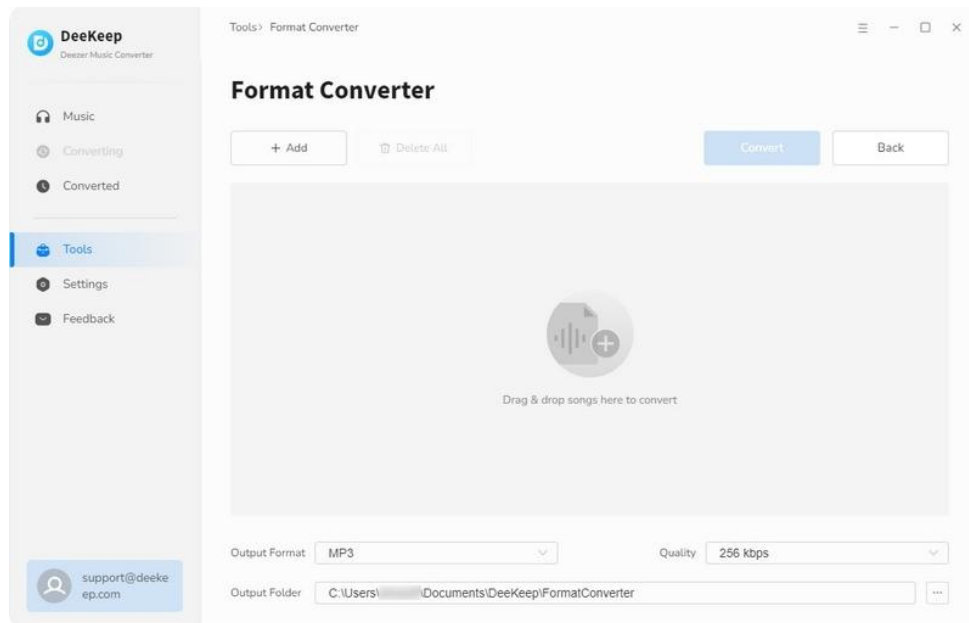 DeeKeep
Deezer Music Converter
Music
Converting
Converted
Tools
Settings
Feedback
support@deeke
ep.com
Tools› Format Converter
Format Converter
+ Add
Delete All
Convert
Back
Drag & drop songs here to convert
Output Format MP3
Quality 256 kbps
Output Folder C:\Users\ \Documents\DeeKeep\FormatConverter